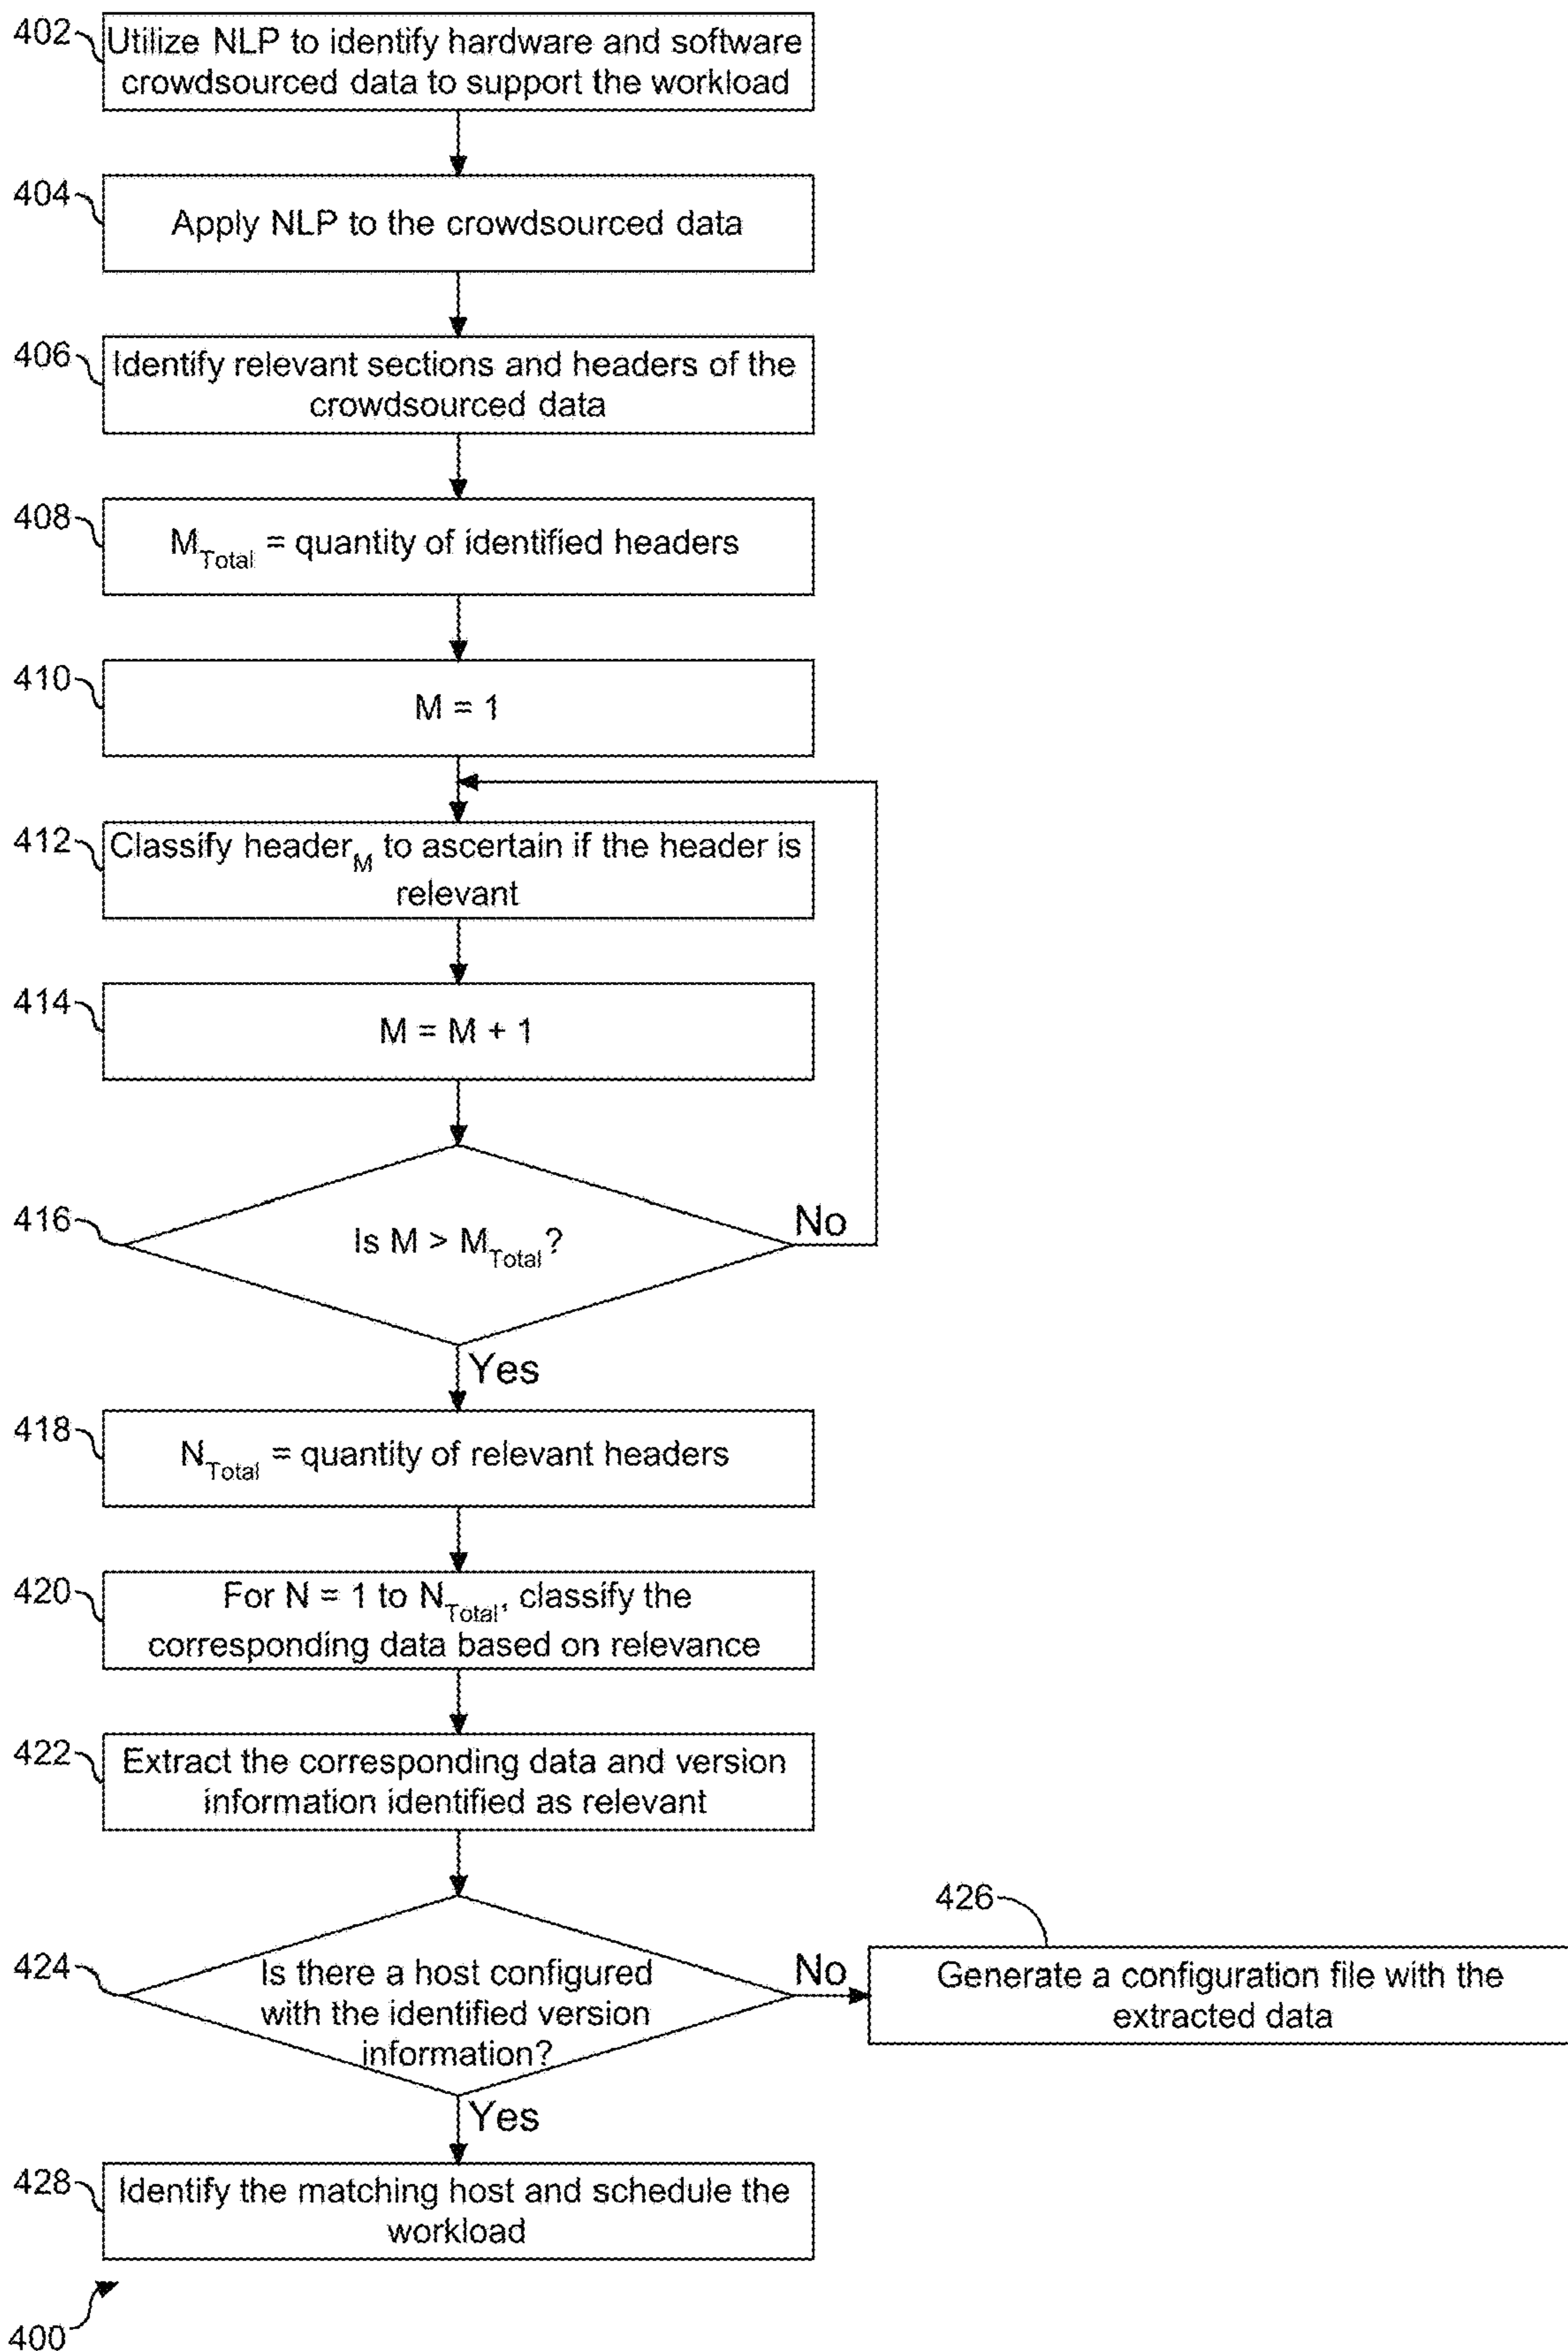 402
Utilize NLP to identify hardware and software
crowdsourced data to support the workload
404
Apply NLP to the crowdsourced data
406
Identify relevant sections and headers of the
crowdsourced data
408
M_Total = quantity of identified headers
410
M = 1
412
Classify header_M to ascertain if the header is
relevant
414
M = M + 1
416
Is M > M_Total?
No
Yes
418
N_Total = quantity of relevant headers
420
For N = 1 to N_Total, classify the
corresponding data based on relevance
422
Extract the corresponding data and version
information identified as relevant
424
Is there a host configured
with the identified version
information?
No
426
Generate a configuration file with the
extracted data
Yes
428
Identify the matching host and schedule the
workload
400